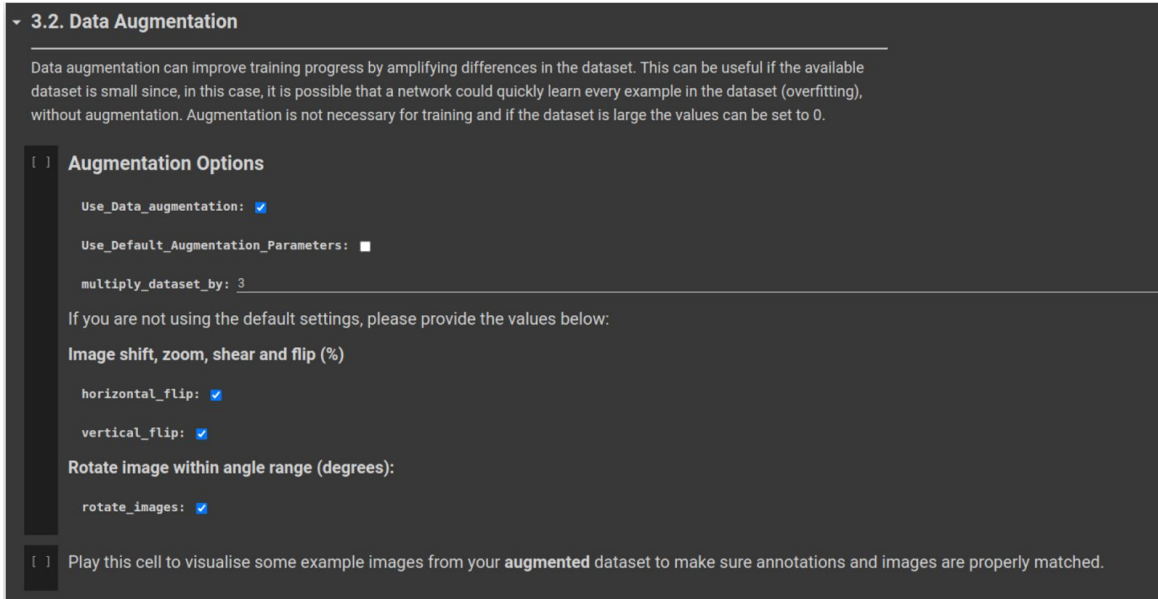 3.2. Data Augmentation
Data augmentation can improve training progress by amplifying differences in the dataset. This can be useful if the available
dataset is small since, in this case, it is possible that a network could quickly learn every example in the dataset (overfitting),
without augmentation. Augmentation is not necessary for training and if the dataset is large the values can be set to 0.
[ ] Augmentation Options
Use_Data_augmentation:
Use_Default_Augmentation_Parameters:
multiply_dataset_by: 3
If you are not using the default settings, please provide the values below:
Image shift, zoom, shear and flip (%)
horizontal_flip:
vertical_flip:
Rotate image within angle range (degrees):
rotate_images:
[ ] Play this cell to visualise some example images from your augmented dataset to make sure annotations and images are properly matched.